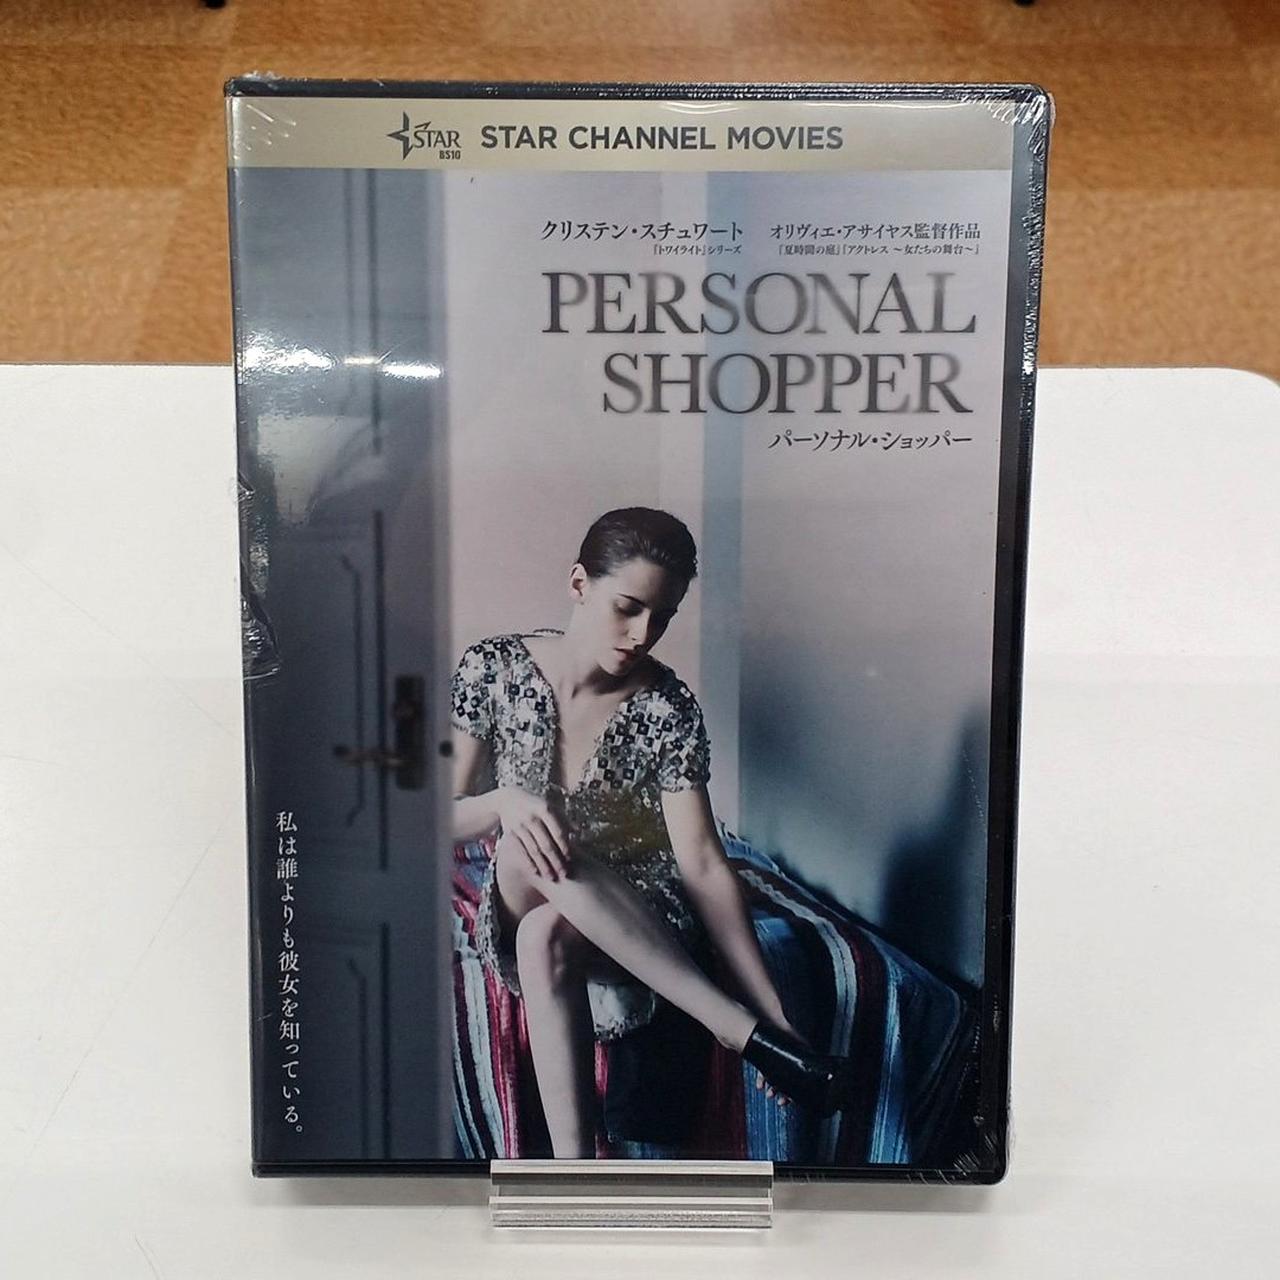 STAR
BS10
STAR CHANNEL MOVIES
クリステン・スチュワート
『トワイライト』シリーズ
オリヴィエ・アサイヤス監督作品
『夏時間の庭』『アクトレス ～女たちの舞台～』
PERSONAL
SHOPPER
パーソナル・ショッパー
私は誰よりも彼女を知っている。